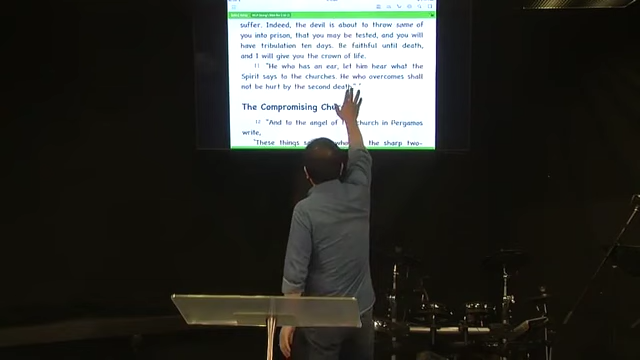 suffer. Indeed, the devil is about to throw some of
you into prison, that you may be tested, and you will
have tribulation ten days. Be faithful until death,
and I will give you the crown of life.
11 "He who has an ear, let him hear what the
Spirit says to the churches. He who overcomes shall
not be hurt by the second death."
The Compromising Chur
12 "And to the angel of the church in Pergamos
write,
"These things s the sharp two-